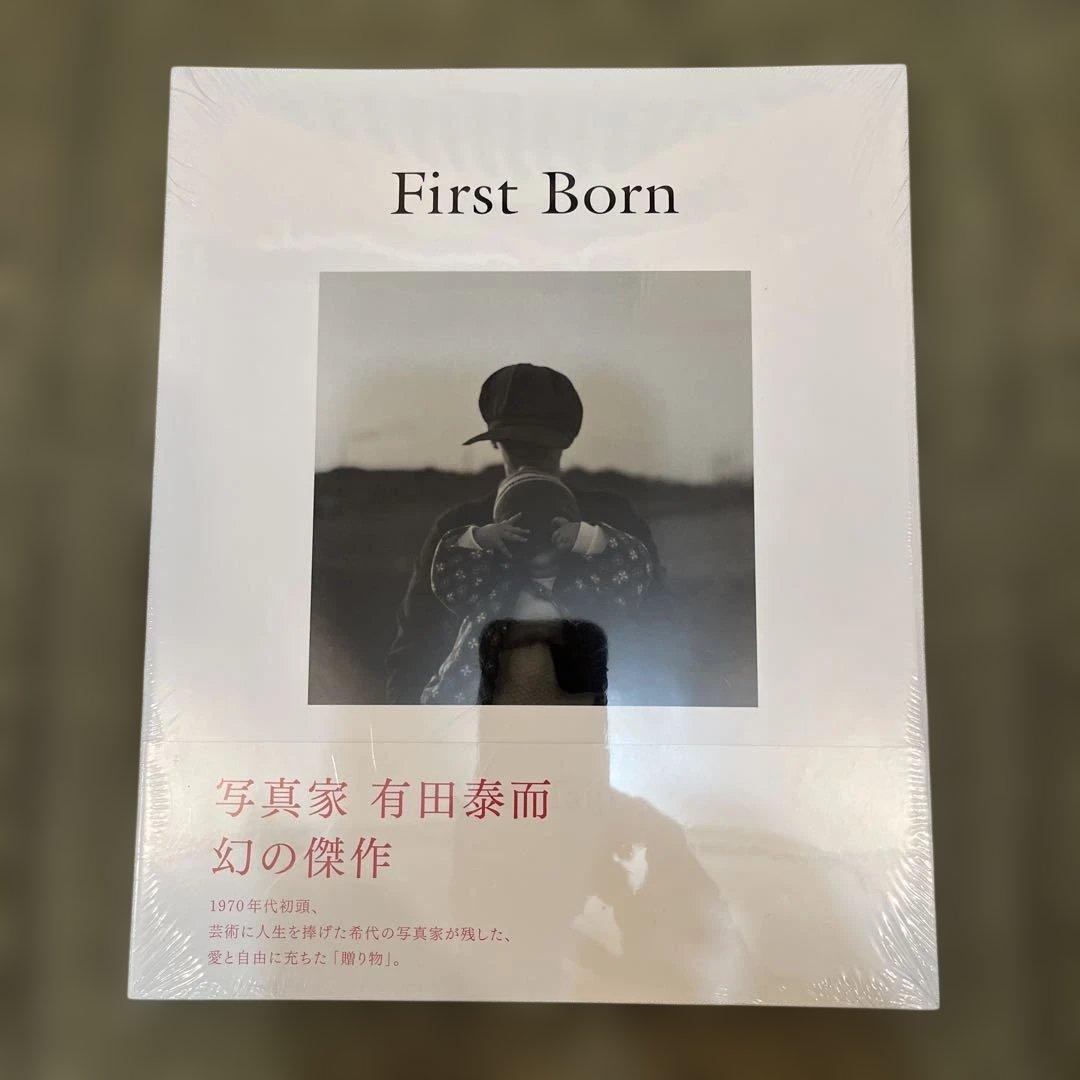 First Born
写真家 有田泰而
幻の傑作
1970年代初頭、
芸術に人生を捧げた希代の写真家が残した、
愛と自由に充ちた「贈り物」。